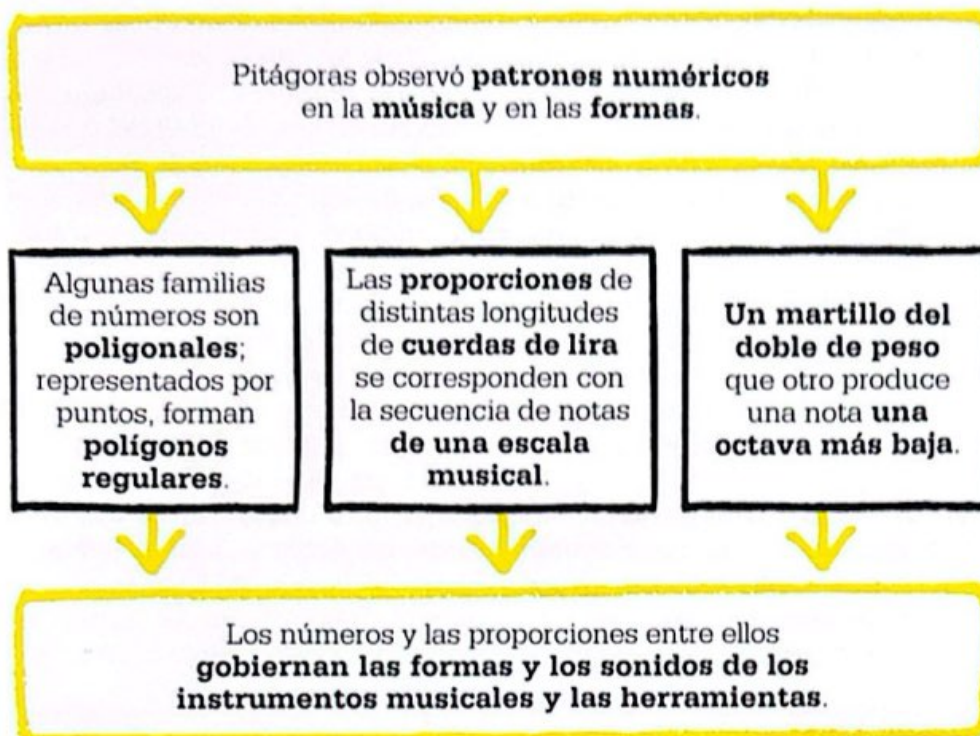 Pitágoras observó patrones numéricos
en la música y en las formas.
Algunas familias
de números son
poligonales;
representados por
puntos, forman
polígonos
regulares.
Las proporciones de
distintas longitudes
de cuerdas de lira
se corresponden con
la secuencia de notas
de una escala
musical.
Un martillo del
doble de peso
que otro produce
una nota una
octava más baja.
Los números y las proporciones entre ellos
gobiernan las formas y los sonidos de los
instrumentos musicales y las herramientas.